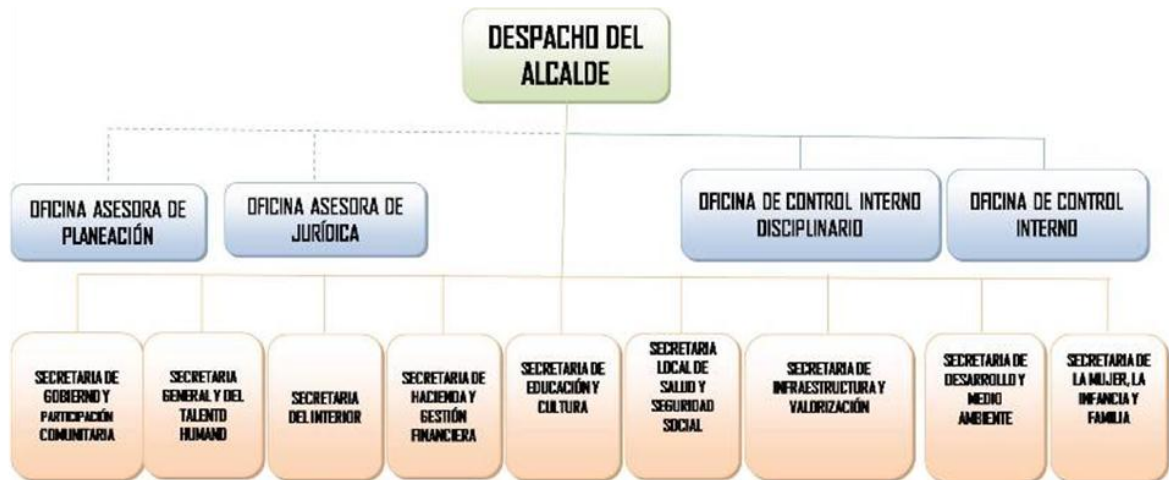 DESPACHO DEL
ALCALDE
OFICINA ASESORA DE
PLANEACIÓN
OFICINA ASESORA DE
JURÍDICA
OFICINA DE CONTROL INTERNO
DISCIPLINARIO
OFICINA DE CONTROL
INTERNO
SECRETARIA DE
GOBIERNO Y
PARTICIPACIÓN
COMUNITARIA
SECRETARIA
GENERAL Y DEL
TALENTO
HUMANO
SECRETARIA
DEL INTERIOR
SECRETARIA DE
HACIENDA Y
GESTIÓN
FINANCIERA
SECRETARIA DE
EDUCACIÓN Y
CULTURA
SECRETARIA
LOCAL DE
SALUD Y
SEGURIDAD
SOCIAL
SECRETARIA DE
INFRAESTRUCTURA Y
VALORIZACIÓN
SECRETARIA DE
DESARROLLO Y
MEDIO
AMBIENTE
SECRETARIA DE
LA MUJER, LA
INFANCIA Y
FAMILIA